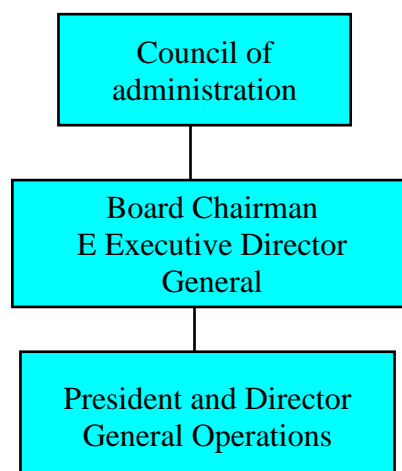 Council of
administration
Board Chairman
E Executive Director
General
President and Director
General Operations